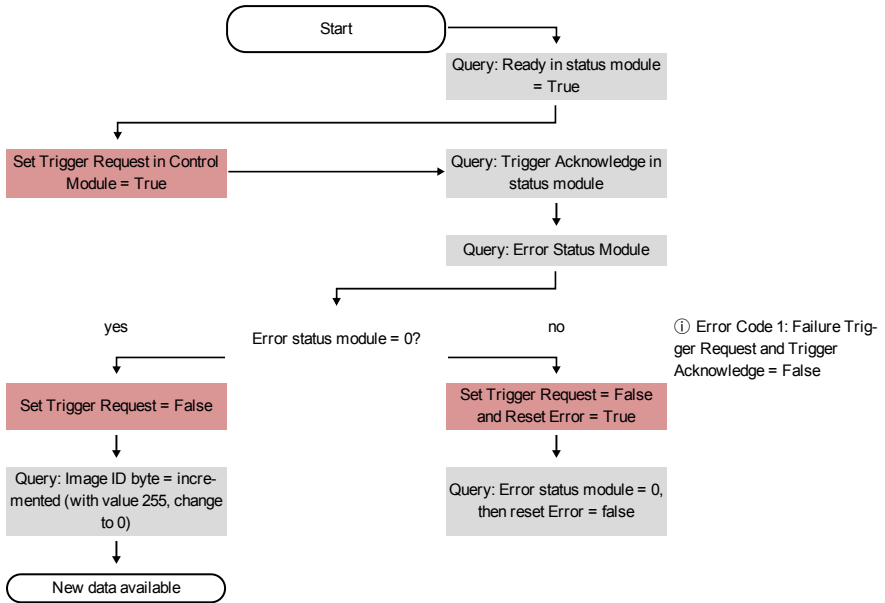 Start
Query: Ready in status module
= True
Set Trigger Request in Control
Module = True
Query: Trigger Acknowledge in
status module
Query: Error Status Module
yes
Error status module = 0?
no
ⓘ Error Code 1: Failure Trig-
ger Request and Trigger
Acknowledge = False
Set Trigger Request = False
Set Trigger Request = False
and Reset Error = True
Query: Image ID byte = incre-
mented (with value 255, change
to 0)
Query: Error status module = 0,
then reset Error = false
New data available